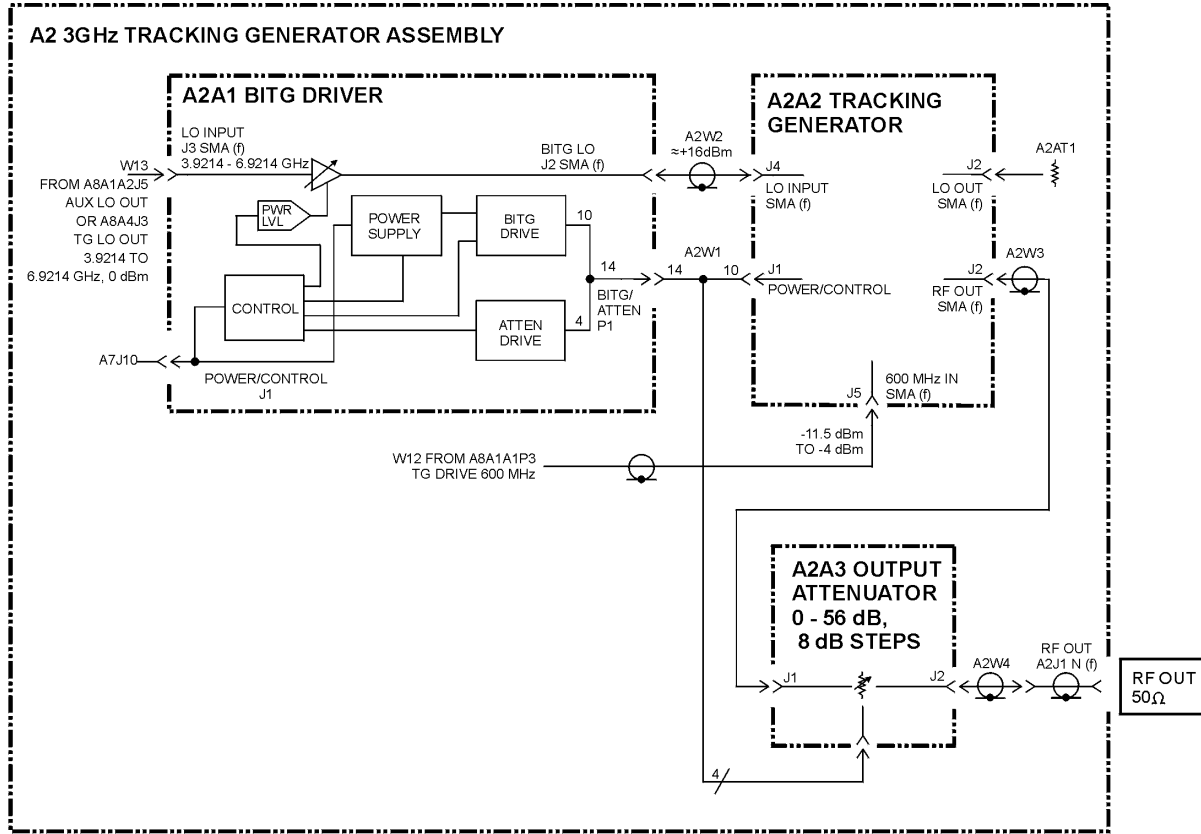 A2 3GHz TRACKING GENERATOR ASSEMBLY
A2A1 BITG DRIVER
LO INPUT
J3 SMA (f)
3.9214 - 6.9214 GHz
W13
FROM A8A1A2J5
AUX LO OUT
OR A8A4J3
TG LO OUT
3.9214 TO
6.9214 GHz, 0 dBm
BITG LO
J2 SMA (f)
PWR
LVL
POWER
SUPPLY
BITG
DRIVE
10
CONTROL
ATTEN
DRIVE
4
14
BITG/
ATTEN
P1
A7J10
POWER/CONTROL
J1
A2W2
≈+16dBm
A2W1
14
10
A2A2 TRACKING
GENERATOR
J4
LO INPUT
SMA (f)
J2
LO OUT
SMA (f)
A2AT1
J1
POWER/CONTROL
J2
RF OUT
SMA (f)
A2W3
J5
600 MHz IN
SMA (f)
-11.5 dBm
TO -4 dBm
W12 FROM A8A1A1P3
TG DRIVE 600 MHz
A2A3 OUTPUT
ATTENUATOR
0 - 56 dB,
8 dB STEPS
J1
J2
A2W4
RF OUT
A2J1 N (f)
RF OUT
50Ω
4